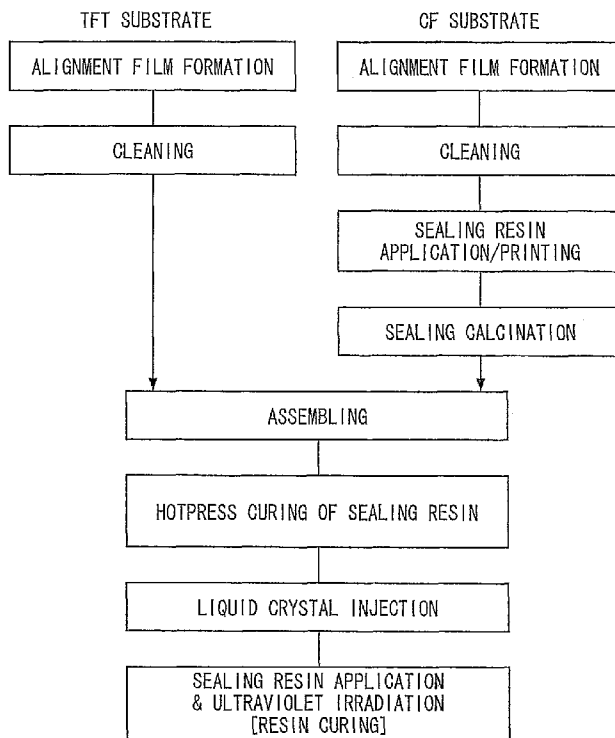 TFT SUBSTRATE
ALIGNMENT FILM FORMATION
CLEANING
CF SUBSTRATE
ALIGNMENT FILM FORMATION
CLEANING
SEALING RESIN
APPLICATION/PRINTING
SEALING CALCINATION
ASSEMBLING
HOTPRESS CURING OF SEALING RESIN
LIQUID CRYSTAL INJECTION
SEALING RESIN APPLICATION
& ULTRAVIOLET IRRADIATION
[RESIN CURING]